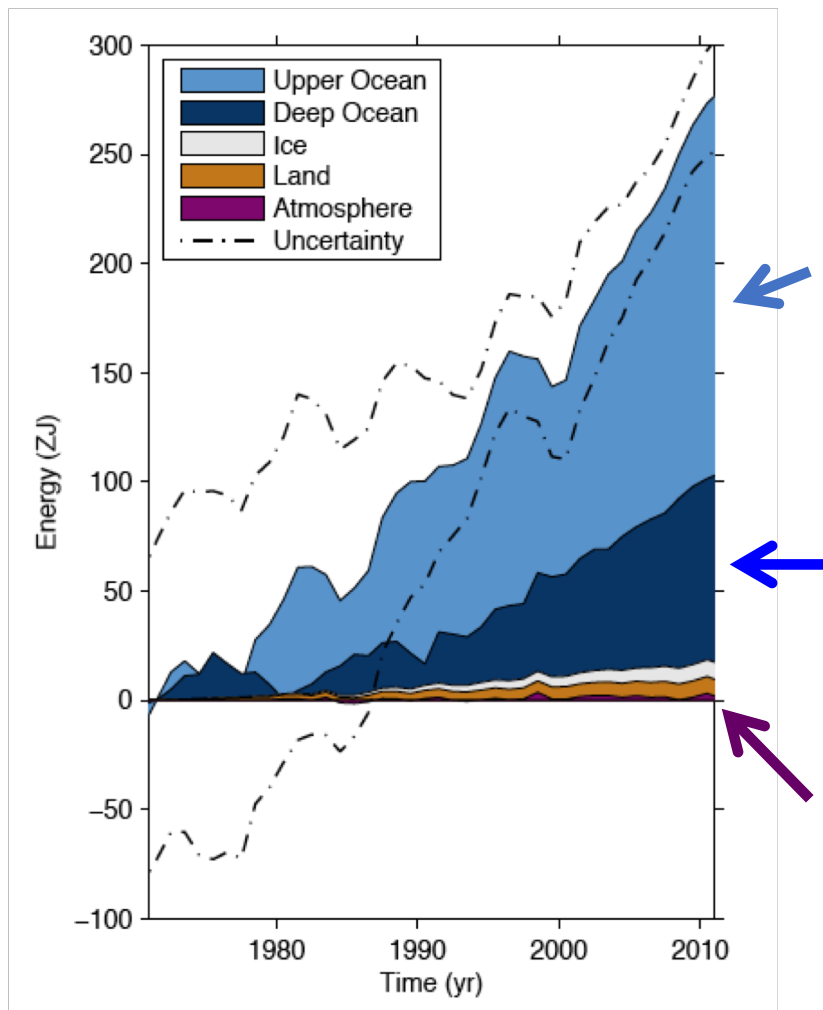 300
250
200
150
100
50
0
−50
−100
Energy (ZJ)
Upper Ocean
Deep Ocean
Ice
Land
Atmosphere
Uncertainty
1980 1990 2000 2010
Time (yr)